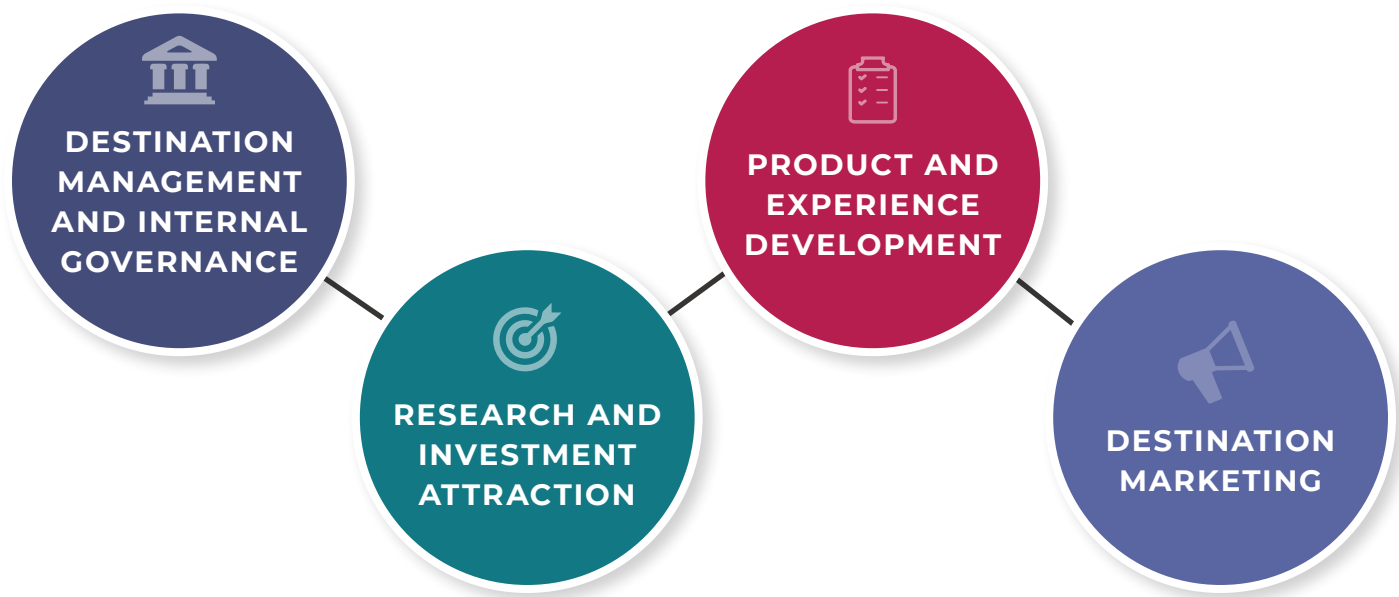 DESTINATION
MANAGEMENT
AND INTERNAL
GOVERNANCE
RESEARCH AND
INVESTMENT
ATTRACTION
PRODUCT AND
EXPERIENCE
DEVELOPMENT
DESTINATION
MARKETING